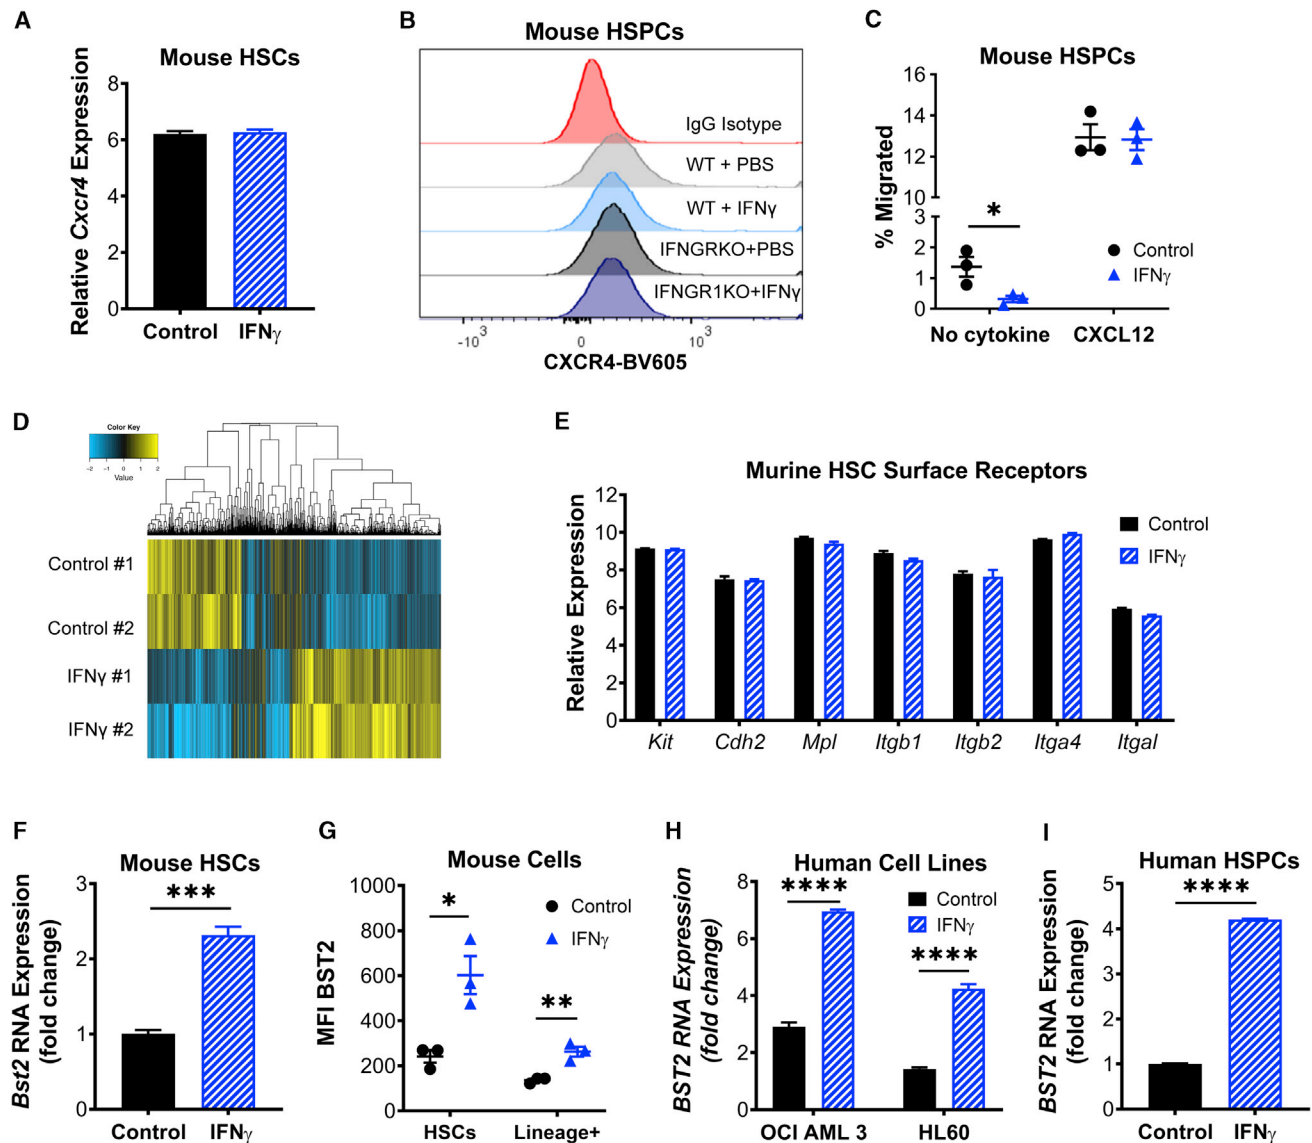 A
Mouse HSCs
Relative Cxcr4 Expression
8
6
4
2
0
Control
IFNγ
B
Mouse HSPCs
IgG Isotype
WT + PBS
WT + IFNγ
IFNGRKO+PBS
IFNGR1KO+IFNγ
-10³
0
10³
CXCR4-BV605
C
Mouse HSPCs
% Migrated
16
14
12
10
3
2
1
0
*
Control
IFNγ
No cytokine
CXCL12
D
Color Key
-2 -1 0 1 2
Value
Control #1
Control #2
IFNγ #1
IFNγ #2
E
Murine HSC Surface Receptors
Relative Expression
12
10
8
6
4
2
0
Control
IFNγ
Kit
Cdh2
Mpl
Itgb1
Itgb2
Itga4
Itgal
F
Mouse HSCs
Bst2 RNA Expression
(fold change)
3
2
1
0
***
Control
IFNγ
G
Mouse Cells
MFI BST2
1000
800
600
400
200
0
*
**
Control
IFNγ
HSCs
Lineage+
H
Human Cell Lines
BST2 RNA Expression
(fold change)
8
6
4
2
0
****
****
Control
IFNγ
OCI AML 3
HL60
I
Human HSPCs
BST2 RNA Expression
(fold change)
5
4
3
2
1
0
****
Control
IFNγ